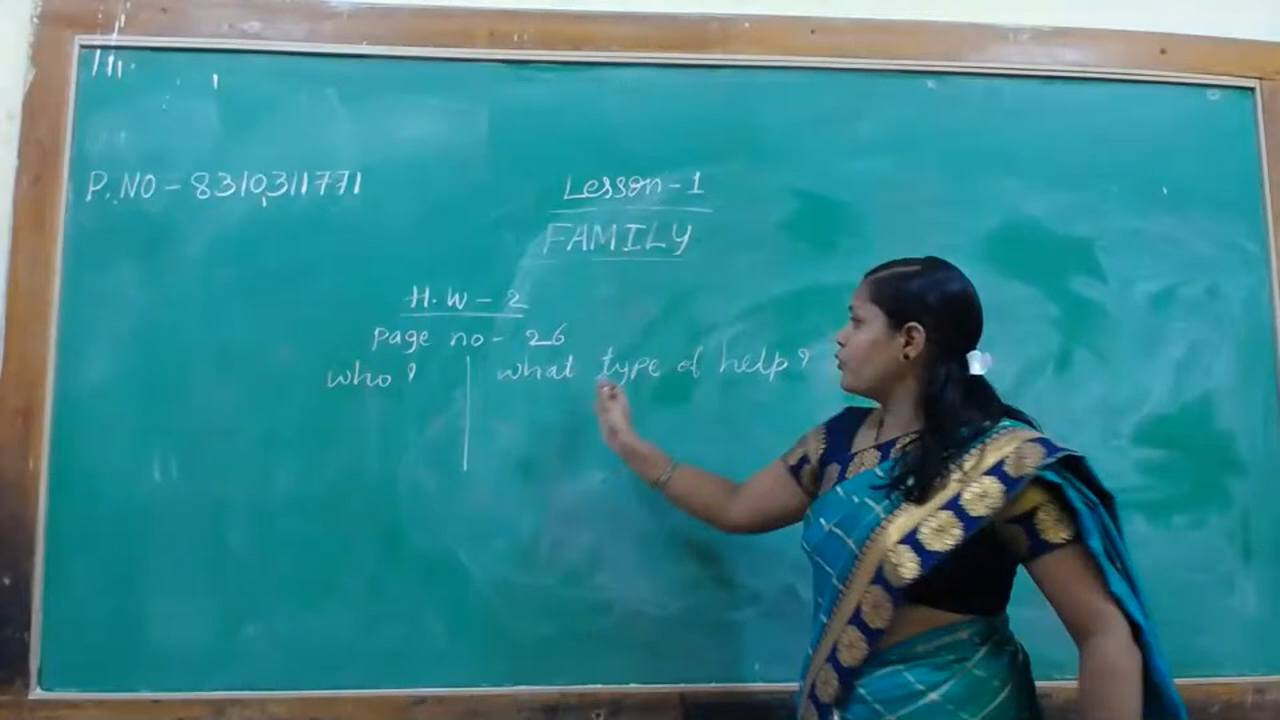 P.NO - 8310311771
Lesson - 1
FAMILY
H.W - 2
page no - 26
who?
what type of help?